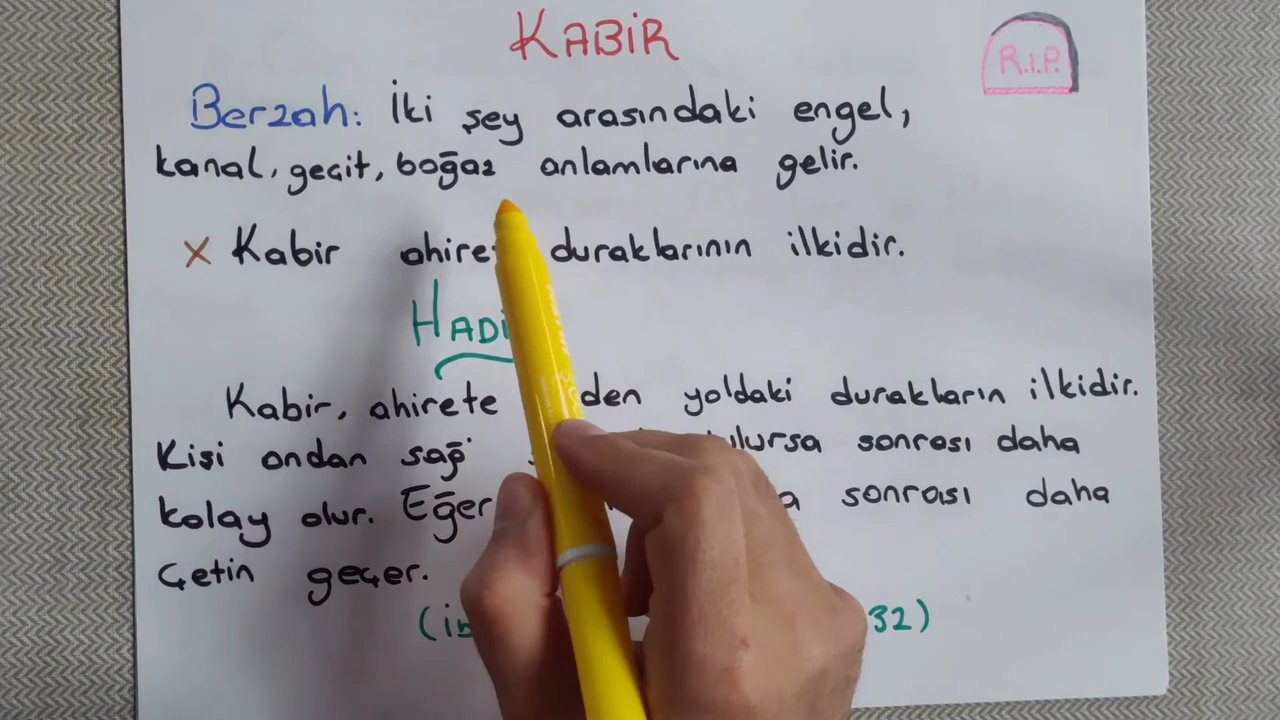 KABİR
R.I.P.
Berzah: İki şey arasındaki engel,
kanal, geçit, boğaz anlamlarına gelir.
x Kabir duraklarının ilkidir.
Kabir, ahirete yoldaki durakların ilkidir.
Kişi ondan sonrası daha
kolay olur. Eğer sonrası daha
çetin geçer.
32)